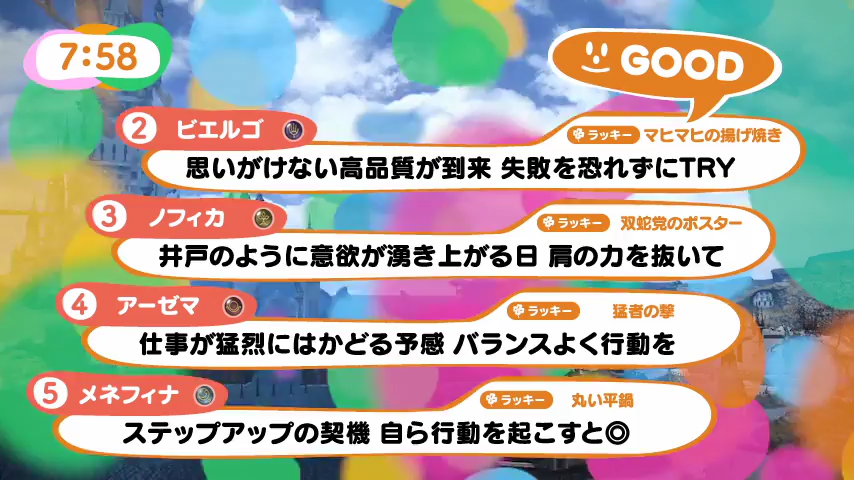 7:58
GOOD
2 ビエルゴ
ラッキー マヒマヒの揚げ焼き
思いがけない高品質が到来 失敗を恐れずにTRY
3 ノフィカ
ラッキー 双蛇党のポスター
井戸のように意欲が湧き上がる日 肩の力を抜いて
4 アーゼマ
ラッキー 猛者の撃
仕事が猛烈にはかどる予感 バランスよく行動を
5 メネフィナ
ラッキー 丸い平鍋
ステップアップの契機 自ら行動を起こすと◎